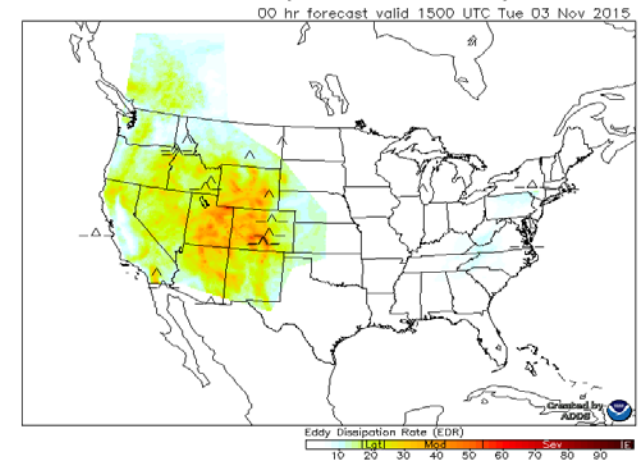 00 hr forecast valid 1500 UTC Tue 03 Nov 2015
Created by
ADDS
Eddy Dissipation Rate (EDR)
Lgt Mod Sev E
10 20 30 40 50 60 70 80 90